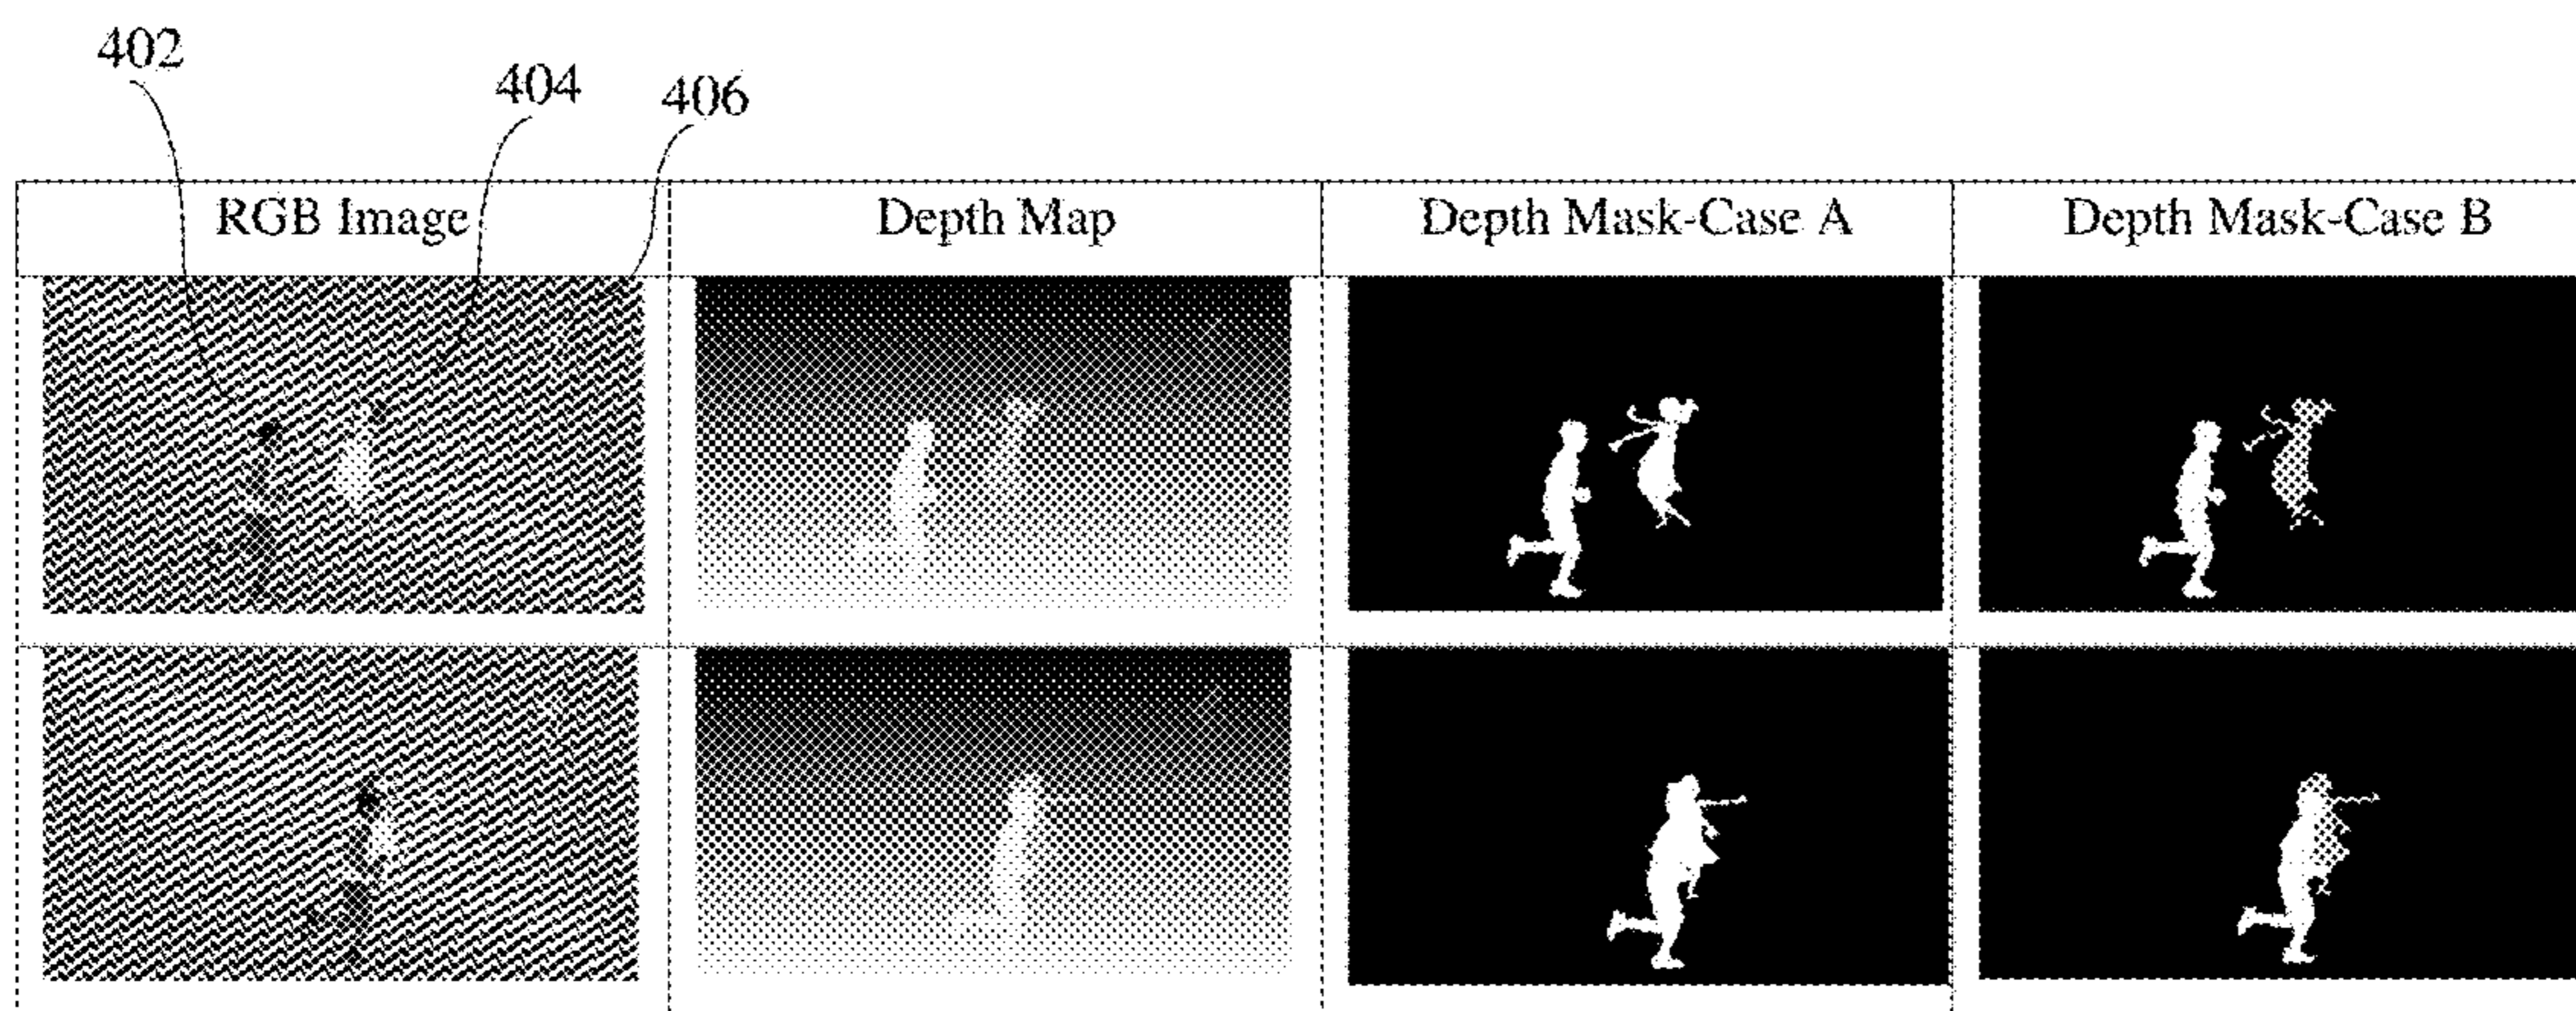 402
404
406
RGB Image
Depth Map
Depth Mask-Case A
Depth Mask-Case B